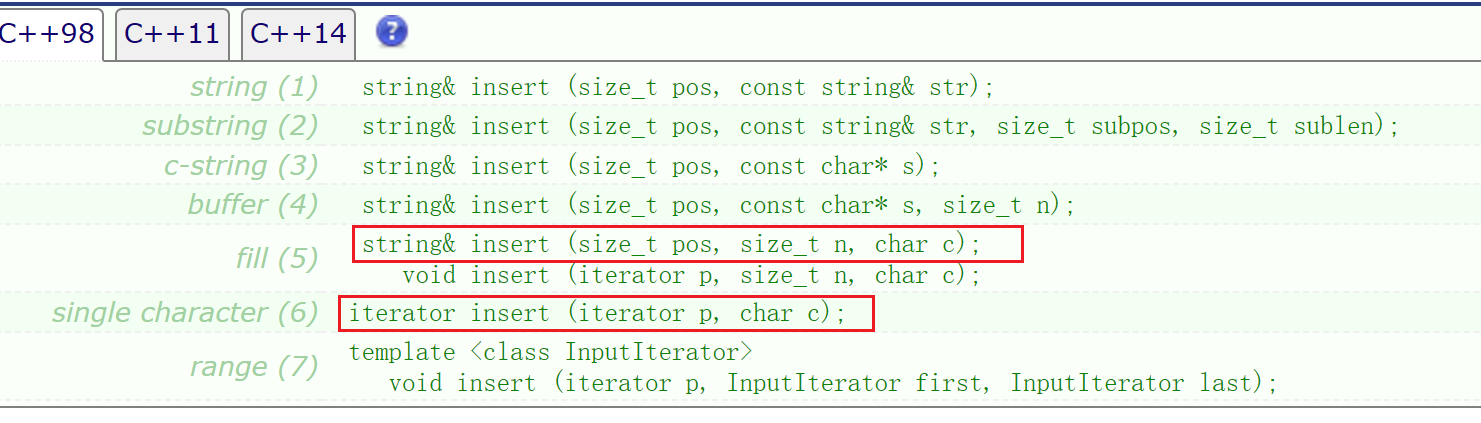 C++98 C++11 C++14 ?
string (1) string& insert (size_t pos, const string& str);
substring (2) string& insert (size_t pos, const string& str, size_t subpos, size_t sublen);
c-string (3) string& insert (size_t pos, const char* s);
buffer (4) string& insert (size_t pos, const char* s, size_t n);
fill (5) string& insert (size_t pos, size_t n, char c);
void insert (iterator p, size_t n, char c);
single character (6) iterator insert (iterator p, char c);
range (7) template <class InputIterator>
void insert (iterator p, InputIterator first, InputIterator last);